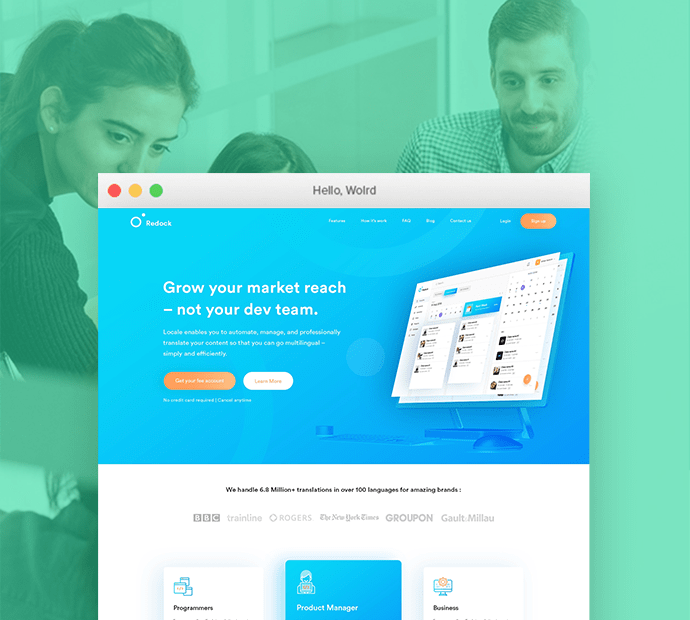 Hello, Wolrd
Redock
Features How it's work FAQ Blog Contact us Login Sign up
Grow your market reach
– not your dev team.
Locale enables you to automate, manage, and professionally
translate your content so that you can go multilingual –
simply and efficiently.
Get your free account Learn More
No credit card required | Cancel anytime
We handle 6.8 Million+ translations in over 100 languages for amazing brands :
BBC trainline ROGERS The New York Times GROUPON Gault&Millau
Programmers Product Manager Business